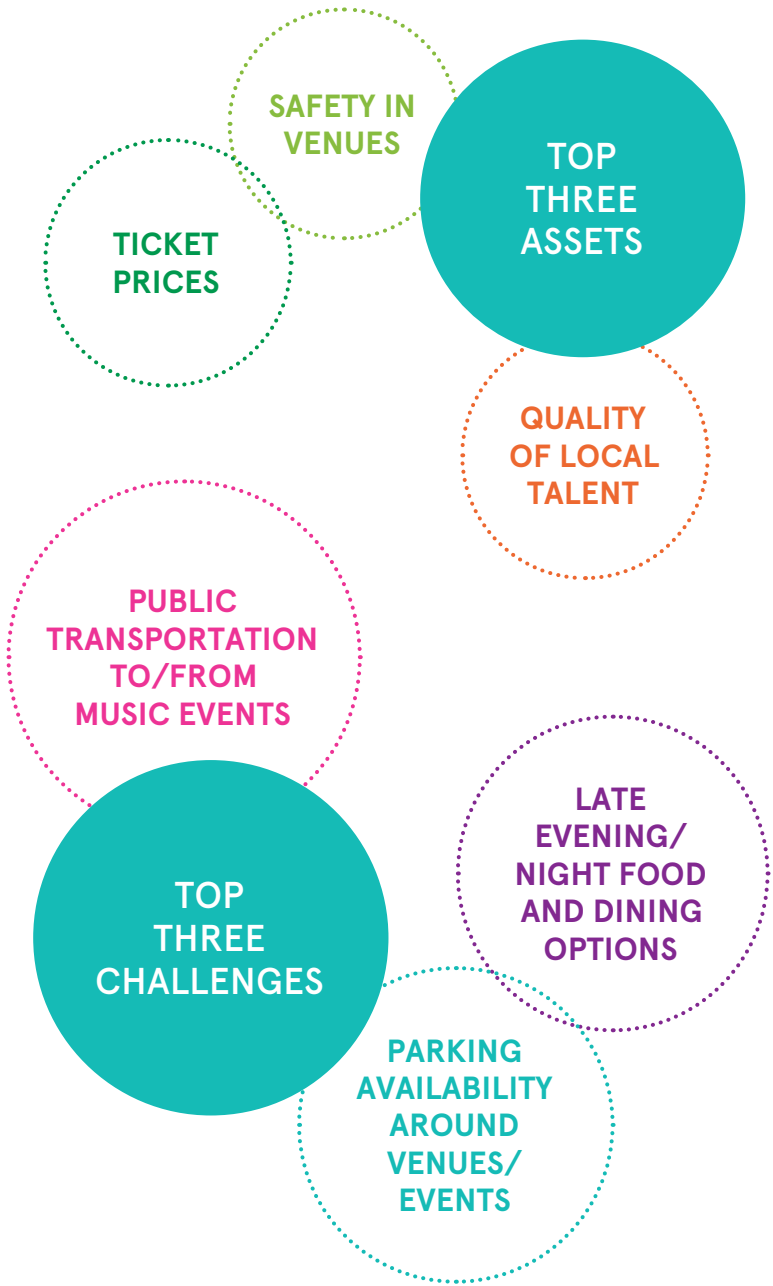 SAFETY IN
VENUES
TOP
THREE
ASSETS
TICKET
PRICES
QUALITY
OF LOCAL
TALENT
PUBLIC
TRANSPORTATION
TO/FROM
MUSIC EVENTS
LATE
EVENING/
NIGHT FOOD
AND DINING
OPTIONS
TOP
THREE
CHALLENGES
PARKING
AVAILABILITY
AROUND
VENUES/
EVENTS